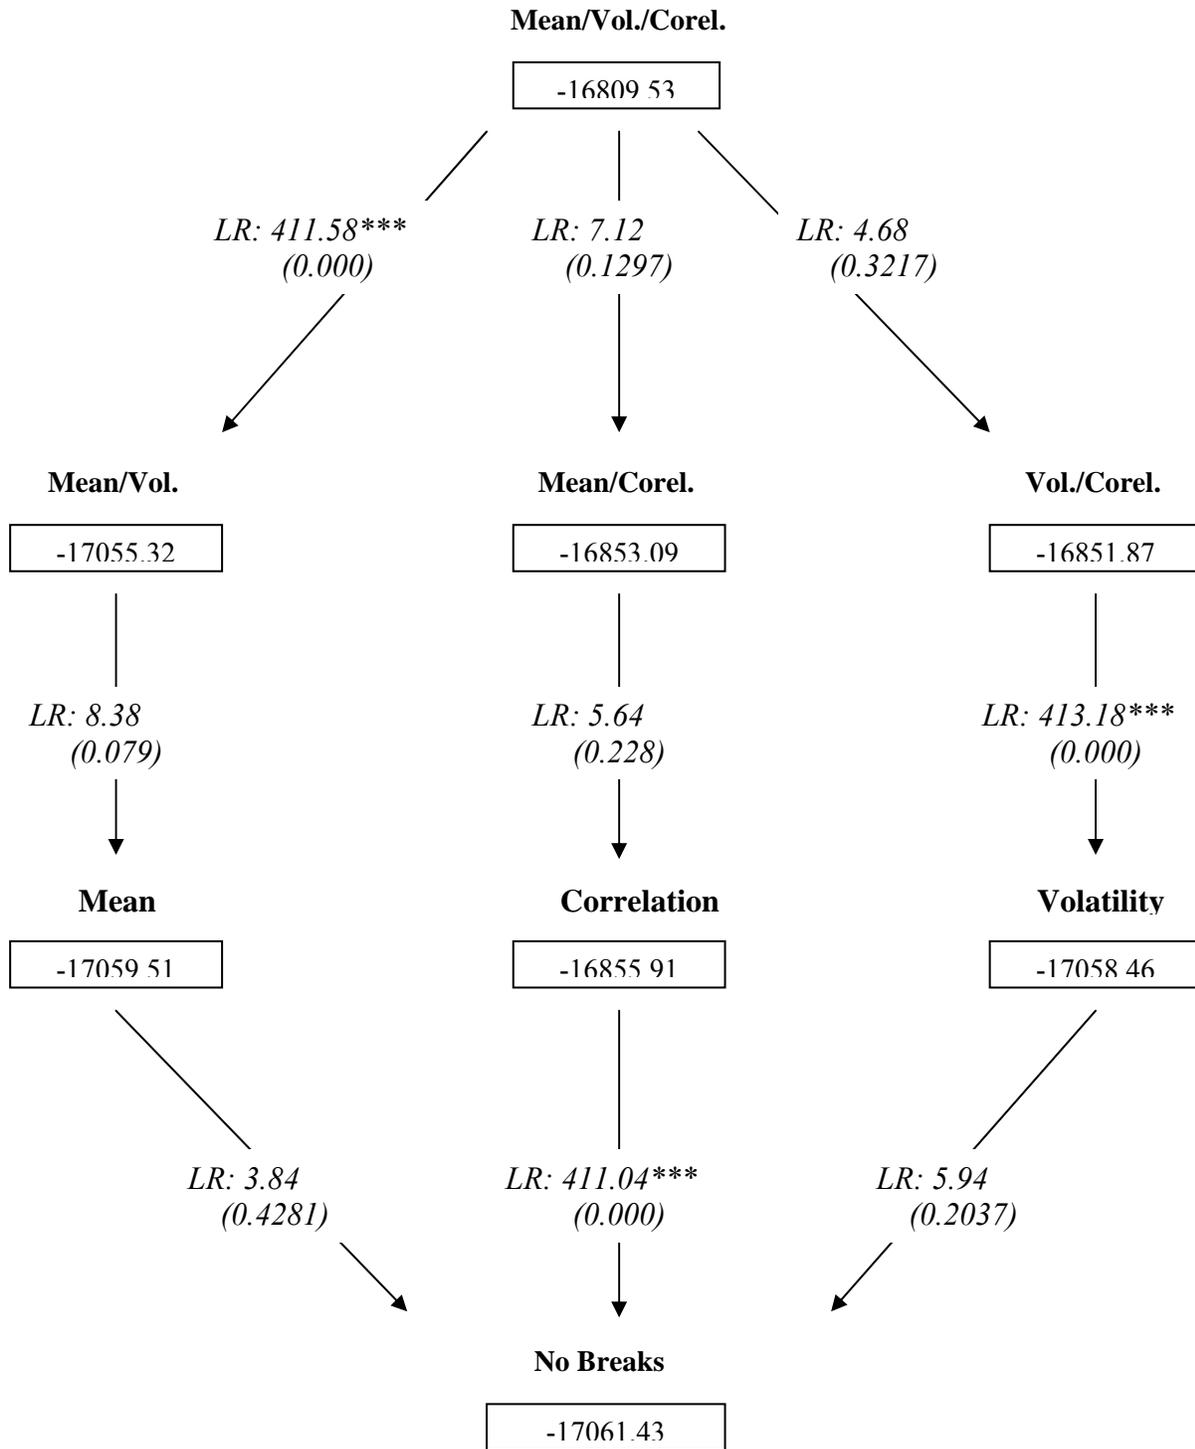 Mean/Vol./Corel.
-16809.53
LR: 411.58***
(0.000)
LR: 7.12
(0.1297)
LR: 4.68
(0.3217)
Mean/Vol.
Mean/Corel.
Vol./Corel.
-17055.32
-16853.09
-16851.87
LR: 8.38
(0.079)
LR: 5.64
(0.228)
LR: 413.18***
(0.000)
Mean
Correlation
Volatility
-17059.51
-16855.91
-17058.46
LR: 3.84
(0.4281)
LR: 411.04***
(0.000)
LR: 5.94
(0.2037)
No Breaks
-17061.43